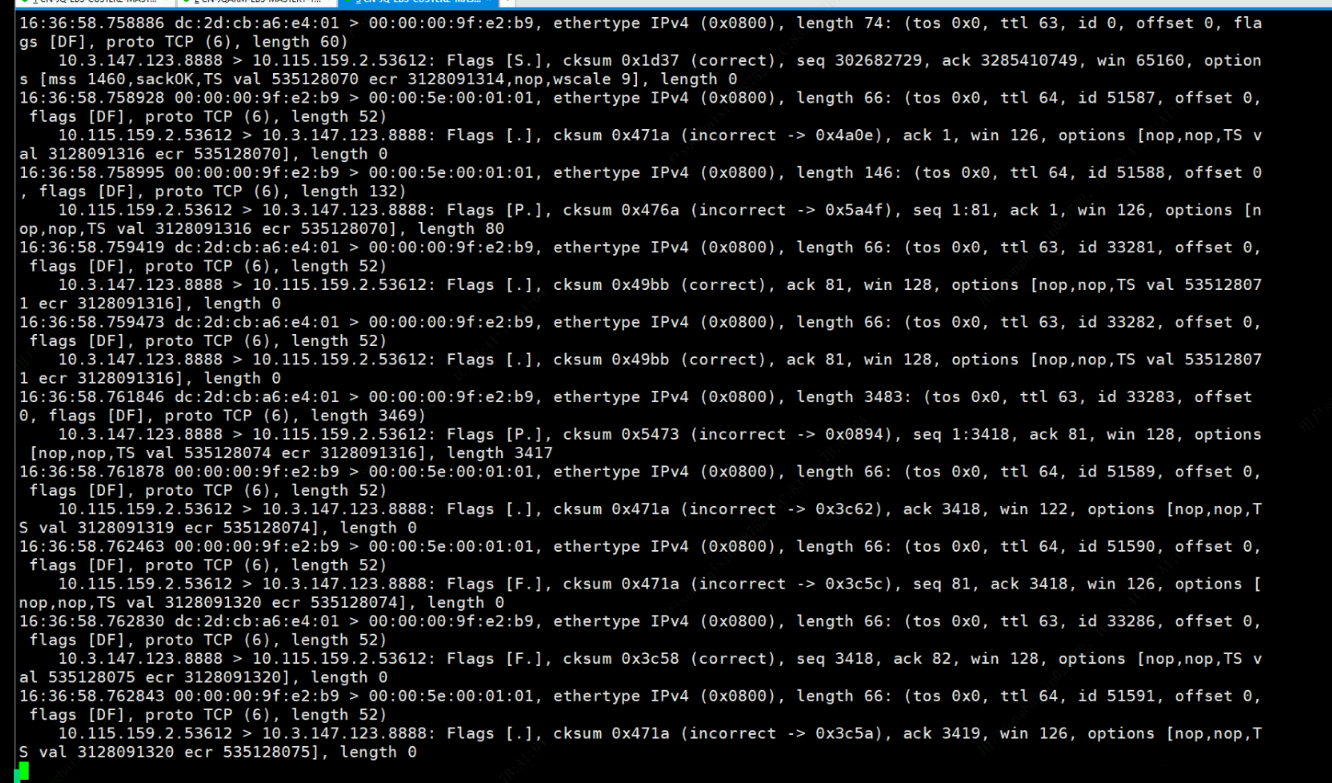 16:36:58.758886 dc:2d:cb:a6:e4:01 > 00:00:00:9f:e2:b9, ethertype IPv4 (0x0800), length 74: (tos 0x0, ttl 63, id 0, offset 0, fla
gs [DF], proto TCP (6), length 60)
    10.3.147.123.8888 > 10.115.159.2.53612: Flags [S.], cksum 0x1d37 (correct), seq 302682729, ack 3285410749, win 65160, option
s [mss 1460,sackOK,TS val 535128070 ecr 3128091314,nop,wscale 9], length 0
16:36:58.758928 00:00:00:9f:e2:b9 > 00:00:5e:00:01:01, ethertype IPv4 (0x0800), length 66: (tos 0x0, ttl 64, id 51587, offset 0,
 flags [DF], proto TCP (6), length 52)
    10.115.159.2.53612 > 10.3.147.123.8888: Flags [.], cksum 0x471a (incorrect -> 0x4a0e), ack 1, win 126, options [nop,nop,TS v
al 3128091316 ecr 535128070], length 0
16:36:58.758995 00:00:00:9f:e2:b9 > 00:00:5e:00:01:01, ethertype IPv4 (0x0800), length 146: (tos 0x0, ttl 64, id 51588, offset 0
, flags [DF], proto TCP (6), length 132)
    10.115.159.2.53612 > 10.3.147.123.8888: Flags [P.], cksum 0x476a (incorrect -> 0x5a4f), seq 1:81, ack 1, win 126, options [n
op,nop,TS val 3128091316 ecr 535128070], length 80
16:36:58.759419 dc:2d:cb:a6:e4:01 > 00:00:00:9f:e2:b9, ethertype IPv4 (0x0800), length 66: (tos 0x0, ttl 63, id 33281, offset 0,
 flags [DF], proto TCP (6), length 52)
    10.3.147.123.8888 > 10.115.159.2.53612: Flags [.], cksum 0x49bb (correct), ack 81, win 128, options [nop,nop,TS val 53512807
1 ecr 3128091316], length 0
16:36:58.759473 dc:2d:cb:a6:e4:01 > 00:00:00:9f:e2:b9, ethertype IPv4 (0x0800), length 66: (tos 0x0, ttl 63, id 33282, offset 0,
 flags [DF], proto TCP (6), length 52)
    10.3.147.123.8888 > 10.115.159.2.53612: Flags [.], cksum 0x49bb (correct), ack 81, win 128, options [nop,nop,TS val 53512807
1 ecr 3128091316], length 0
16:36:58.761846 dc:2d:cb:a6:e4:01 > 00:00:00:9f:e2:b9, ethertype IPv4 (0x0800), length 3483: (tos 0x0, ttl 63, id 33283, offset
0, flags [DF], proto TCP (6), length 3469)
    10.3.147.123.8888 > 10.115.159.2.53612: Flags [P.], cksum 0x5473 (incorrect -> 0x0894), seq 1:3418, ack 81, win 128, options
 [nop,nop,TS val 535128074 ecr 3128091316], length 3417
16:36:58.761878 00:00:00:9f:e2:b9 > 00:00:5e:00:01:01, ethertype IPv4 (0x0800), length 66: (tos 0x0, ttl 64, id 51589, offset 0,
 flags [DF], proto TCP (6), length 52)
    10.115.159.2.53612 > 10.3.147.123.8888: Flags [.], cksum 0x471a (incorrect -> 0x3c62), ack 3418, win 122, options [nop,nop,T
S val 3128091319 ecr 535128074], length 0
16:36:58.762463 00:00:00:9f:e2:b9 > 00:00:5e:00:01:01, ethertype IPv4 (0x0800), length 66: (tos 0x0, ttl 64, id 51590, offset 0,
 flags [DF], proto TCP (6), length 52)
    10.115.159.2.53612 > 10.3.147.123.8888: Flags [F.], cksum 0x471a (incorrect -> 0x3c5c), seq 81, ack 3418, win 126, options [
nop,nop,TS val 3128091320 ecr 535128074], length 0
16:36:58.762830 dc:2d:cb:a6:e4:01 > 00:00:00:9f:e2:b9, ethertype IPv4 (0x0800), length 66: (tos 0x0, ttl 63, id 33286, offset 0,
 flags [DF], proto TCP (6), length 52)
    10.3.147.123.8888 > 10.115.159.2.53612: Flags [F.], cksum 0x3c58 (correct), seq 3418, ack 82, win 128, options [nop,nop,TS v
al 535128075 ecr 3128091320], length 0
16:36:58.762843 00:00:00:9f:e2:b9 > 00:00:5e:00:01:01, ethertype IPv4 (0x0800), length 66: (tos 0x0, ttl 64, id 51591, offset 0,
 flags [DF], proto TCP (6), length 52)
    10.115.159.2.53612 > 10.3.147.123.8888: Flags [.], cksum 0x471a (incorrect -> 0x3c5a), ack 3419, win 126, options [nop,nop,T
S val 3128091320 ecr 535128075], length 0